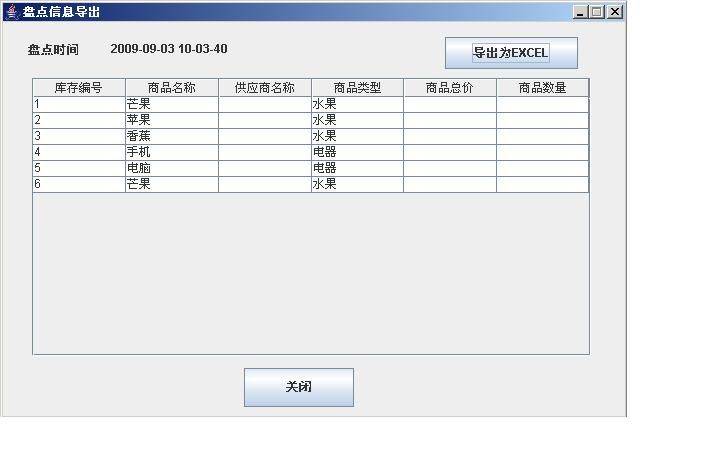 盘点信息导出
盘点时间 2009-09-03 10-03-40 导出为EXCEL
库存编号 商品名称 供应商名称 商品类型 商品总价 商品数量
1 芒果 水果
2 苹果 水果
3 香蕉 水果
4 手机 电器
5 电脑 电器
6 芒果 水果
关闭